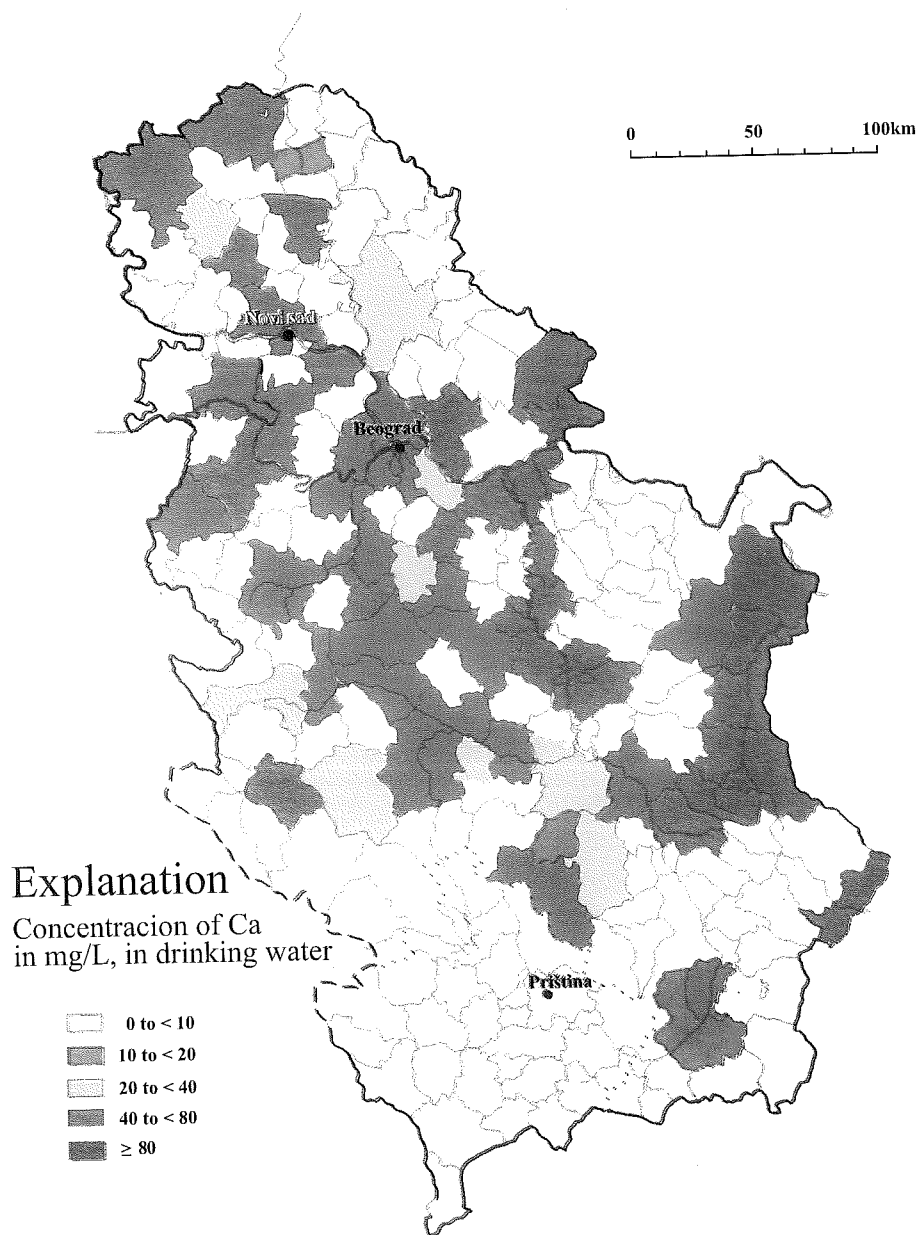 0 50 100km
Novi sad
Beograd
Explanation
Concentracion of Ca
in mg/L, in drinking water
Priština
0 to < 10
10 to < 20
20 to < 40
40 to < 80
≥ 80